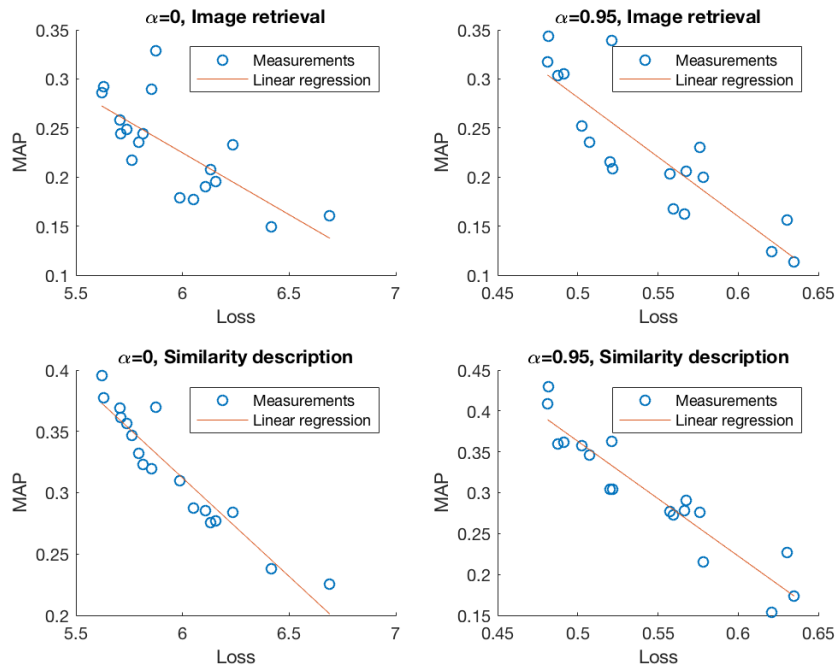 α=0, Image retrieval
0.35
0.3
0.25
0.2
0.15
0.1
MAP
Measurements
Linear regression
5.5 6 6.5 7
Loss
α=0.95, Image retrieval
0.35
0.3
0.25
0.2
0.15
0.1
MAP
Measurements
Linear regression
0.45 0.5 0.55 0.6 0.65
Loss
α=0, Similarity description
0.4
0.35
0.3
0.25
0.2
MAP
Measurements
Linear regression
5.5 6 6.5 7
Loss
α=0.95, Similarity description
0.45
0.4
0.35
0.3
0.25
0.2
0.15
MAP
Measurements
Linear regression
0.45 0.5 0.55 0.6 0.65
Loss